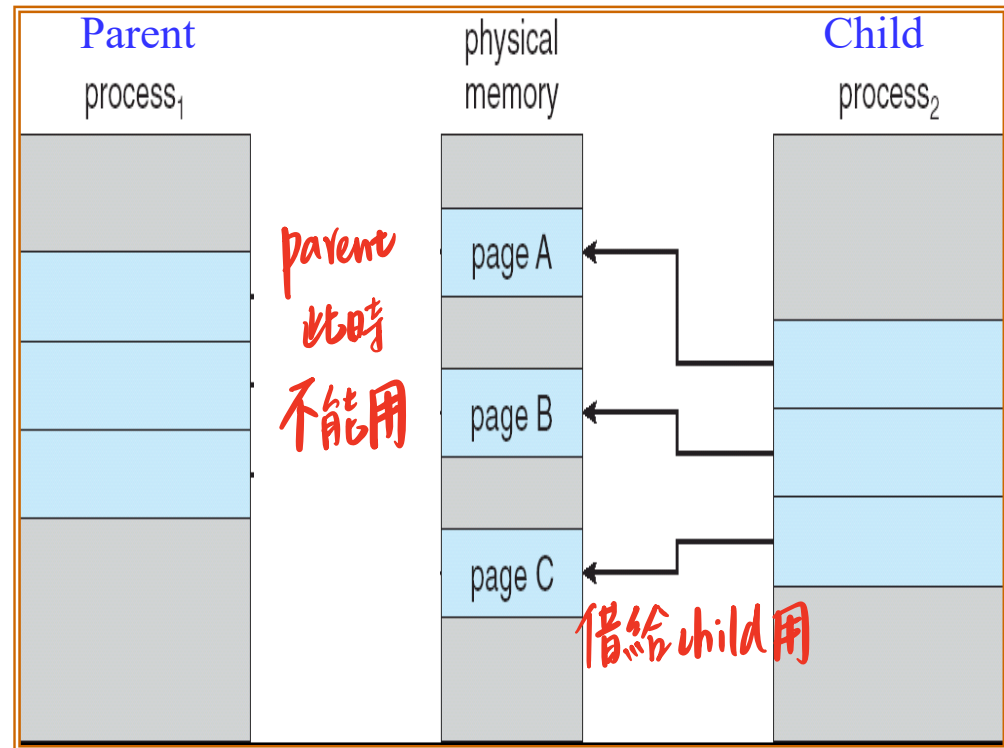 Parent
process₁
physical
memory
Child
process₂
parent
此時
不能用
page A
page B
page C
借給child用